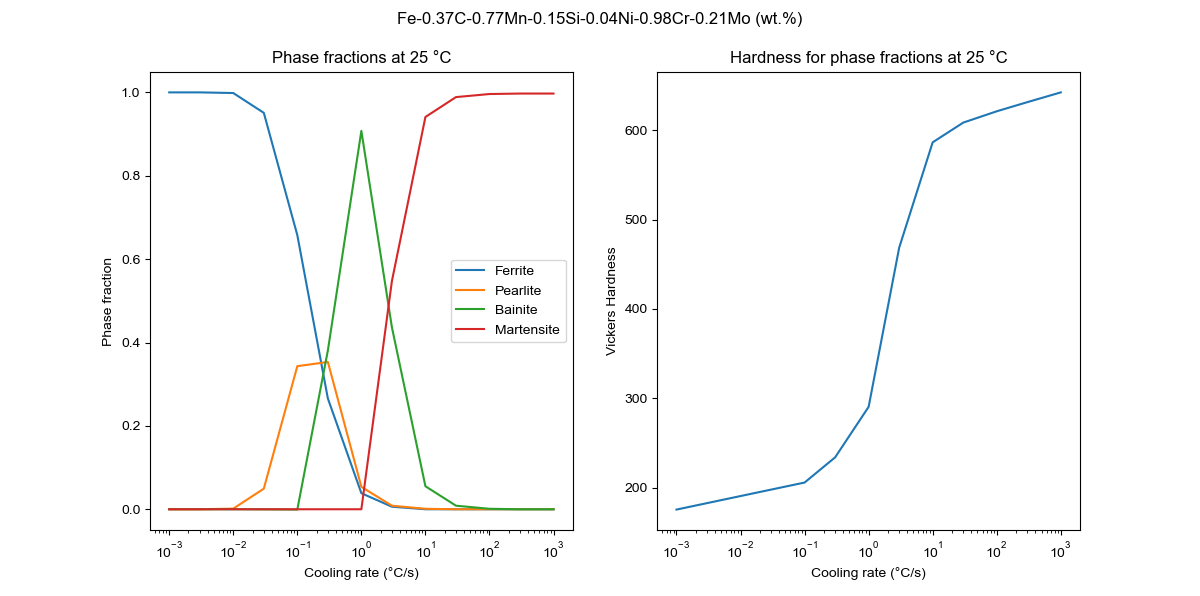 Fe-0.37C-0.77Mn-0.15Si-0.04Ni-0.98Cr-0.21Mo (wt.%)
Phase fractions at 25 °C
1.0
0.8
0.6
0.4
0.2
0.0
Phase fraction
Ferrite
Pearlite
Bainite
Martensite
10⁻³ 10⁻² 10⁻¹ 10⁰ 10¹ 10² 10³
Cooling rate (°C/s)
Hardness for phase fractions at 25 °C
600
500
400
300
200
Vickers Hardness
10⁻³ 10⁻² 10⁻¹ 10⁰ 10¹ 10² 10³
Cooling rate (°C/s)